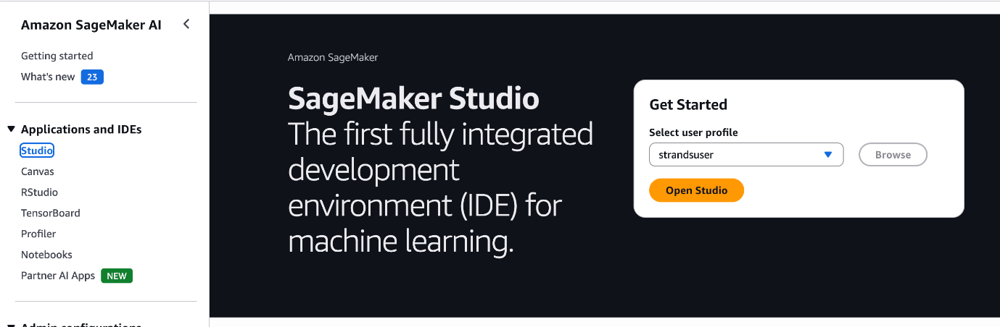 Amazon SageMaker AI
Getting started
What's new 23
Applications and IDEs
Studio
Canvas
RStudio
TensorBoard
Profiler
Notebooks
Partner AI Apps NEW
Admin configurations
Amazon SageMaker
SageMaker Studio
The first fully integrated
development
environment (IDE) for
machine learning.
Get Started
Select user profile
strandsuser
Browse
Open Studio